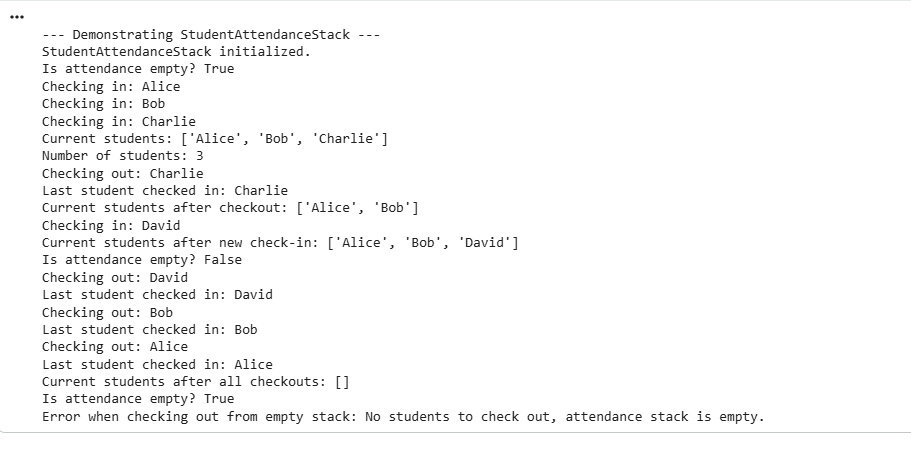 ...
--- Demonstrating StudentAttendanceStack ---
StudentAttendanceStack initialized.
Is attendance empty? True
Checking in: Alice
Checking in: Bob
Checking in: Charlie
Current students: ['Alice', 'Bob', 'Charlie']
Number of students: 3
Checking out: Charlie
Last student checked in: Charlie
Current students after checkout: ['Alice', 'Bob']
Checking in: David
Current students after new check-in: ['Alice', 'Bob', 'David']
Is attendance empty? False
Checking out: David
Last student checked in: David
Checking out: Bob
Last student checked in: Bob
Checking out: Alice
Last student checked in: Alice
Current students after all checkouts: []
Is attendance empty? True
Error when checking out from empty stack: No students to check out, attendance stack is empty.